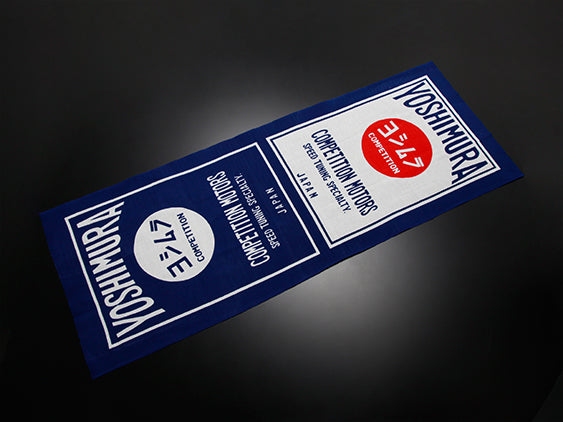 YOSHIMURA
ヨシムラ
COMPETITION
COMPETITION MOTORS
SPEED TUNING SPECIALTY.
JAPAN
YOSHIMURA
ヨシムラ
COMPETITION
COMPETITION MOTORS
SPEED TUNING SPECIALTY.
JAPAN